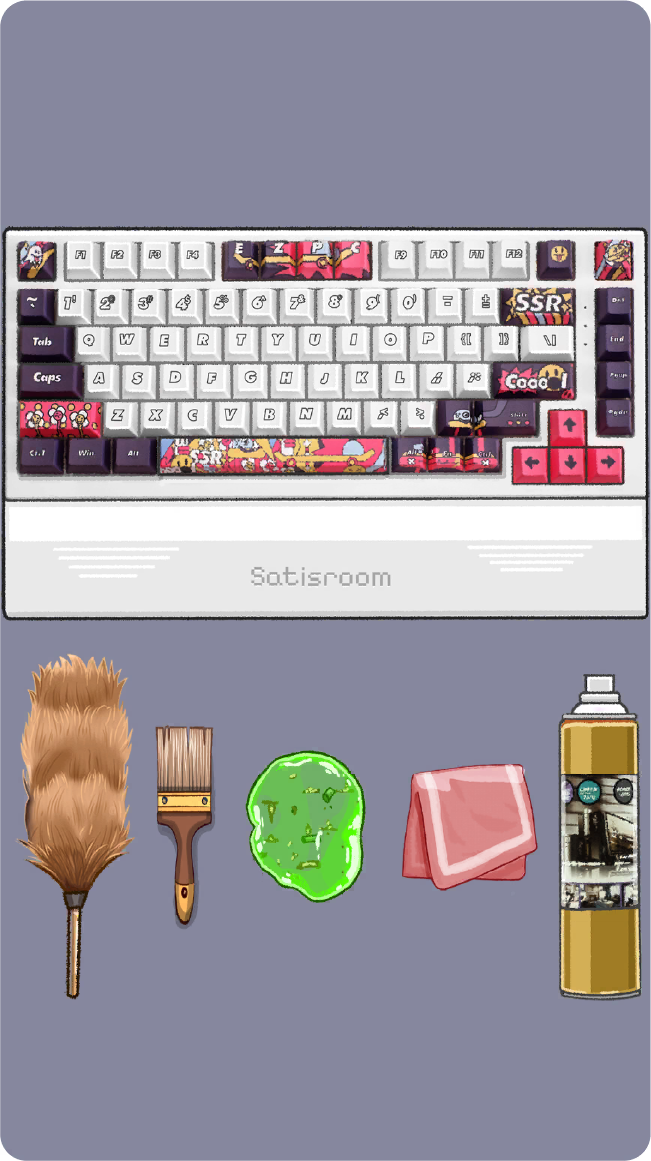 F1 F2 F3 F4 E Z P C F9 F10 F11 F12
~ 1! 2@ 3# 4$ 5% 6^ 7& 8* 9( 0) SSR Del
Tab Q W E R T Y U I O P [{ ]} \| End
Caps A S D F G H J K L Coool PgUp
Z X C V B N M Shift PgDn
Ctrl Win Alt SSR Alt Fn Ctrl
Satisroom